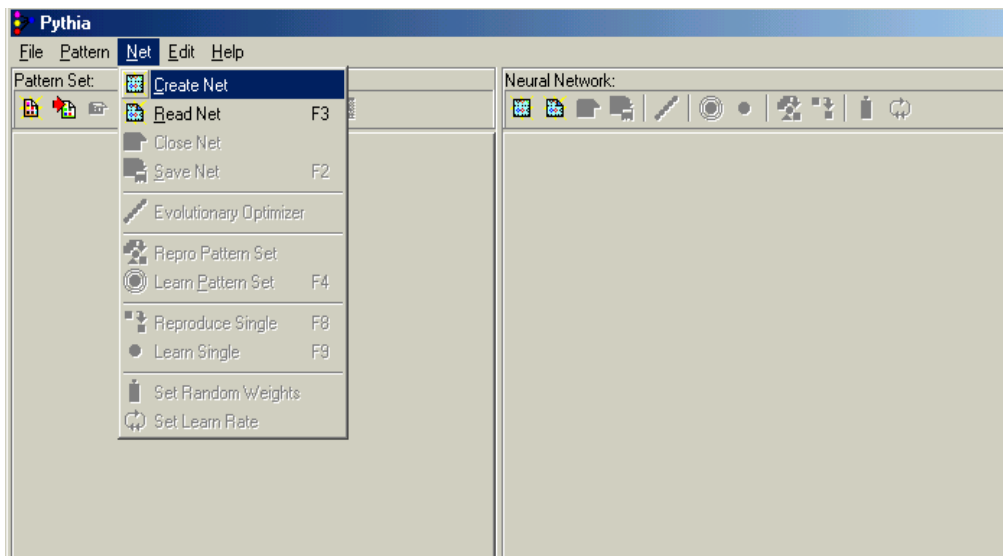 Pythia
File Pattern Net Edit Help
Pattern Set:
Neural Network:
Create Net
Read Net F3
Close Net
Save Net F2
Evolutionary Optimizer
Repro Pattern Set
Learn Pattern Set F4
Reproduce Single F8
Learn Single F9
Set Random Weights
Set Learn Rate